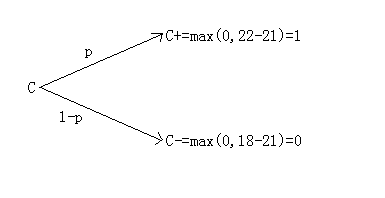 C+=max(0,22-21)=1
p
C
1-p
C-=max(0,18-21)=0